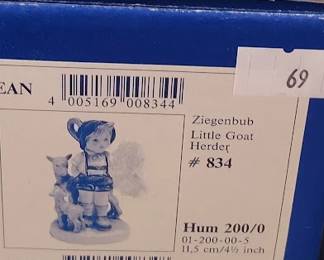 EAN
4 005169 008344
69
Ziegenbub
Little Goat
Herder
# 834
Hum 200/0
01-200-00-5
11,5 cm/4½ inch